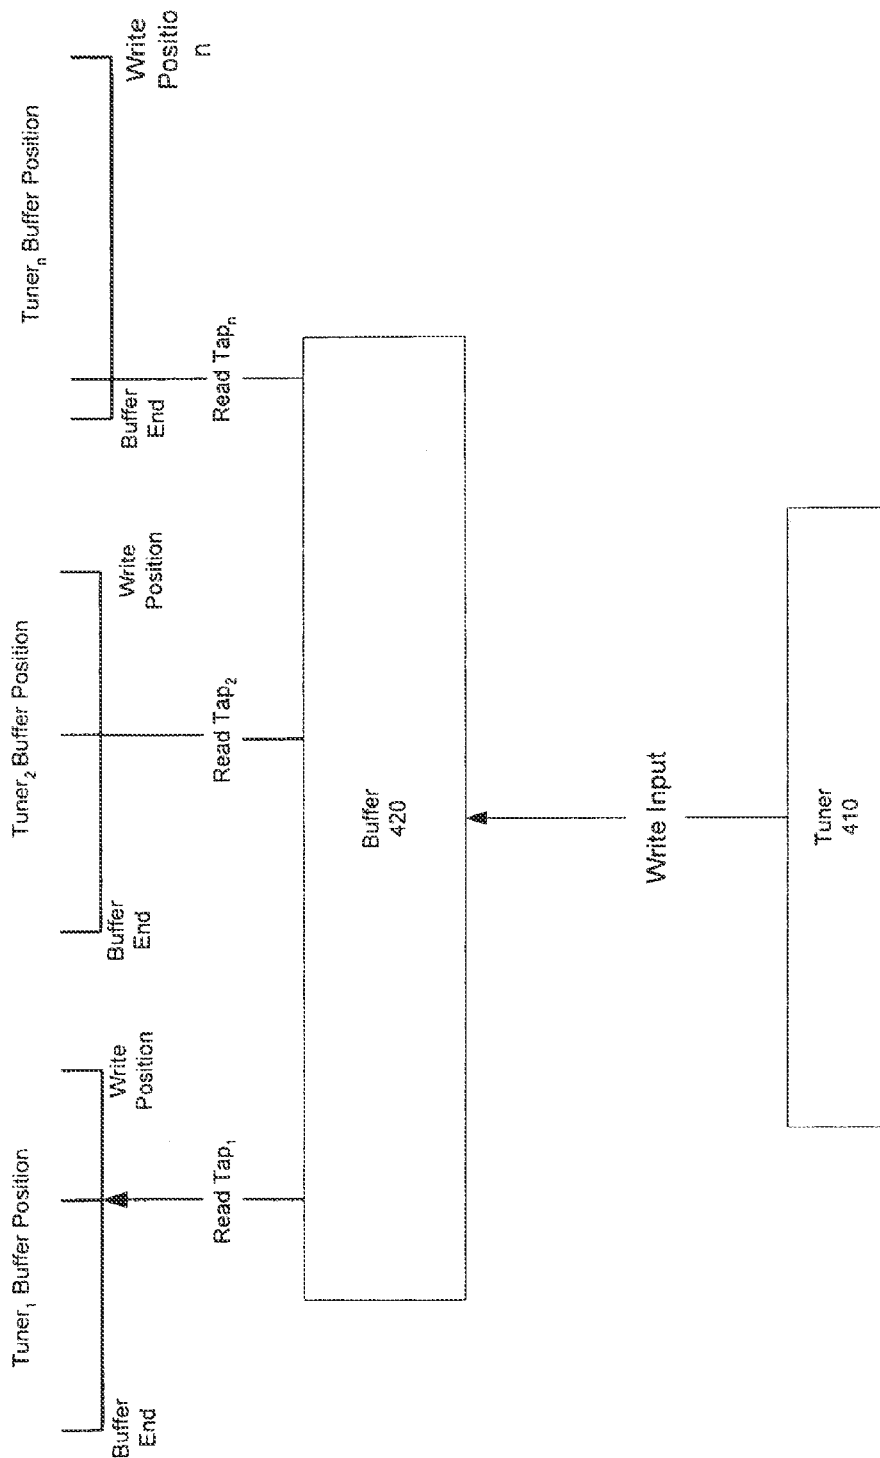 Tuner1 Buffer Position
Buffer
End
Write
Position
Read Tap1
Tuner2 Buffer Position
Buffer
End
Write
Position
Read Tap2
Tunern Buffer Position
Buffer
End
Write
Positio
n
Read Tapn
Buffer
420
Write Input
Tuner
410